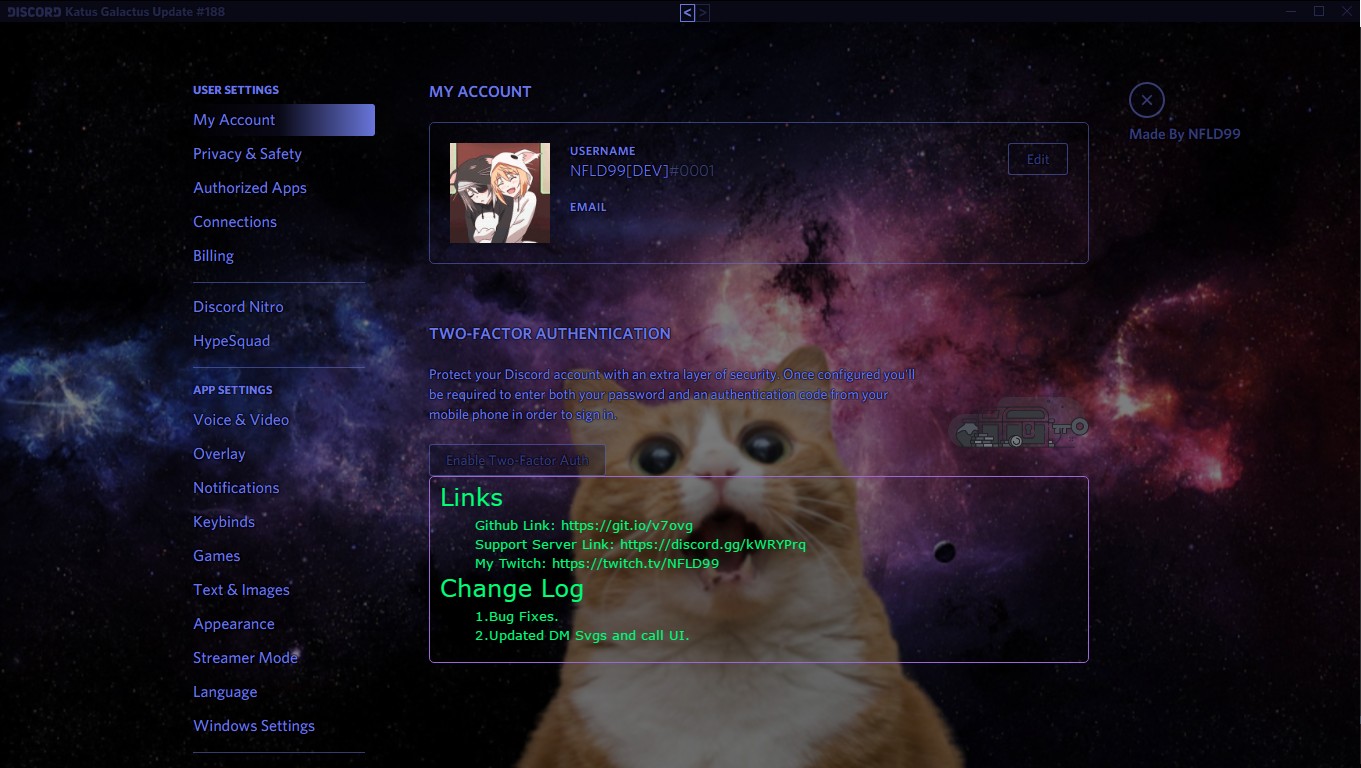 DISCORD Katus Galactus Update #188
< >
USER SETTINGS
My Account
Privacy & Safety
Authorized Apps
Connections
Billing
Discord Nitro
HypeSquad
APP SETTINGS
Voice & Video
Overlay
Notifications
Keybinds
Games
Text & Images
Appearance
Streamer Mode
Language
Windows Settings
MY ACCOUNT
USERNAME
NFLD99[DEV]#0001
EMAIL
Edit
Made By NFLD99
TWO-FACTOR AUTHENTICATION
Protect your Discord account with an extra layer of security. Once configured you'll
be required to enter both your password and an authentication code from your
mobile phone in order to sign in.
Enable Two-Factor Auth
Links
Github Link: https://git.io/v7ovg
Support Server Link: https://discord.gg/kWRYPrq
My Twitch: https://twitch.tv/NFLD99
Change Log
1.Bug Fixes.
2.Updated DM Svgs and call UI.